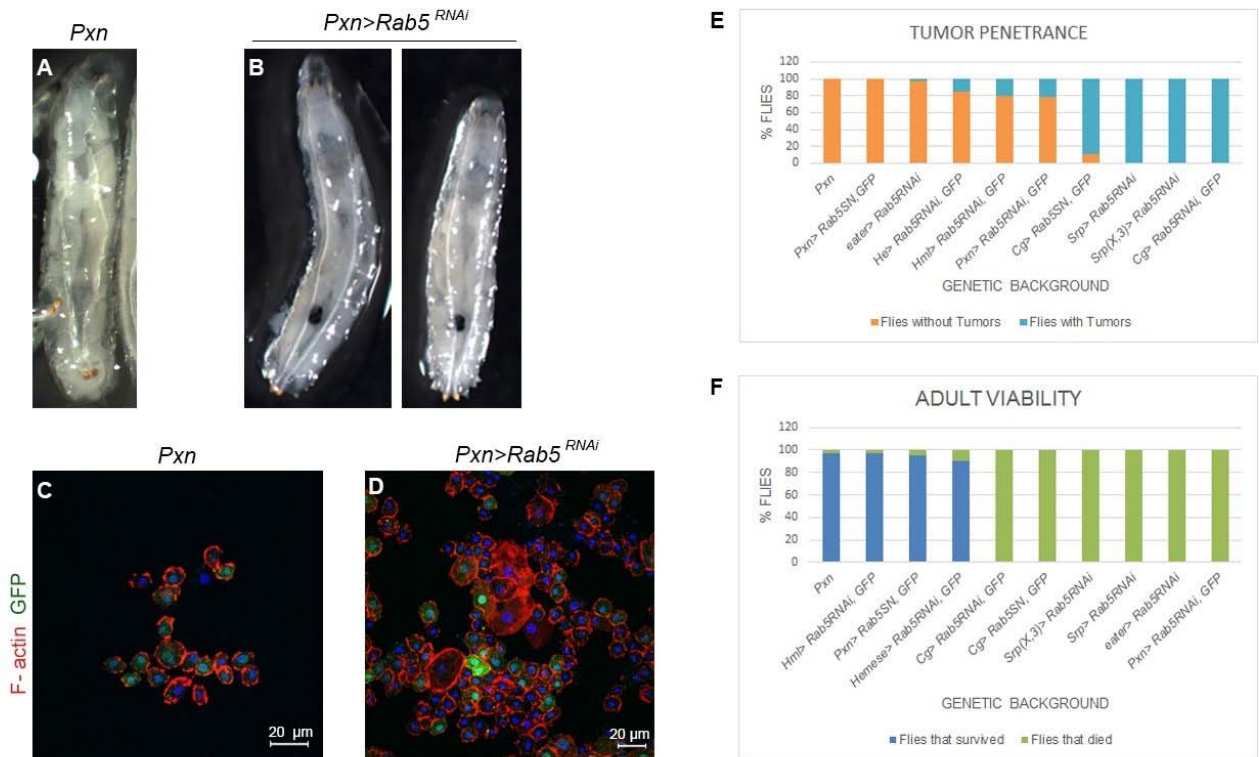 Pxn
Pxn>Rab5 RNAi
A
B
Pxn
Pxn>Rab5 RNAi
C
D
F- actin GFP
20 µm
20 µm
E
TUMOR PENETRANCE
120
100
80
60
40
20
0
% FLIES
Pxn
Pxn> Rab5SN, GFP
eater> Rab5RNAi
He> Rab5RNAi, GFP
Hml> Rab5RNAi, GFP
Pxn> Rab5RNAi, GFP
Cg> Rab5SN, GFP
Srp> Rab5RNAi
Srp(X,3)> Rab5RNAi
Cg> Rab5RNAi, GFP
GENETIC BACKGROUND
Flies without Tumors
Flies with Tumors
F
ADULT VIABILITY
120
100
80
60
40
20
0
% FLIES
Pxn
Hml> Rab5RNAi, GFP
Pxn> Rab5SN, GFP
Hemese> Rab5RNAi, GFP
Cg> Rab5RNAi, GFP
Cg> Rab5SN, GFP
Srp(X,3)> Rab5RNAi
Srp> Rab5RNAi
eater> Rab5RNAi
Pxn> Rab5RNAi, GFP
GENETIC BACKGROUND
Flies that survived
Flies that died